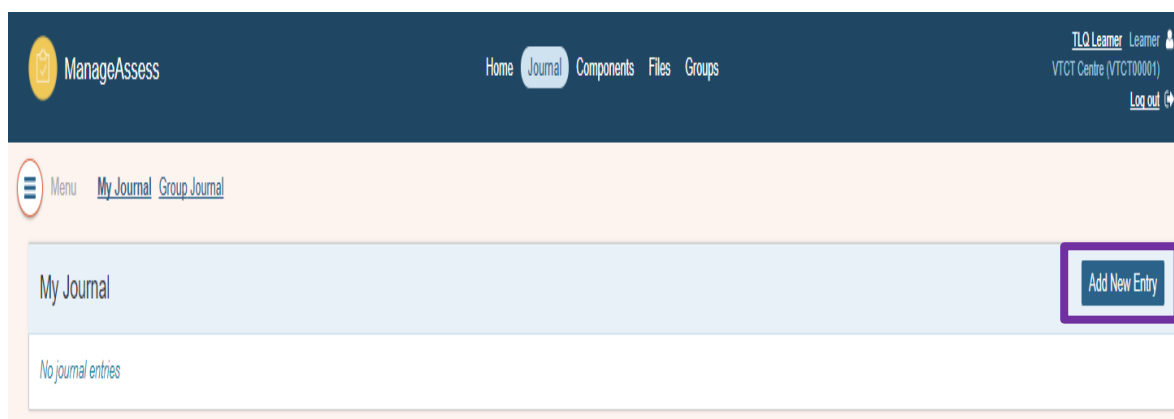 ManageAssess
Home Journal Components Files Groups
TLQ Learner Learner
VTCT Centre (VTCT00001)
Log out
Menu My Journal Group Journal
My Journal
Add New Entry
No journal entries